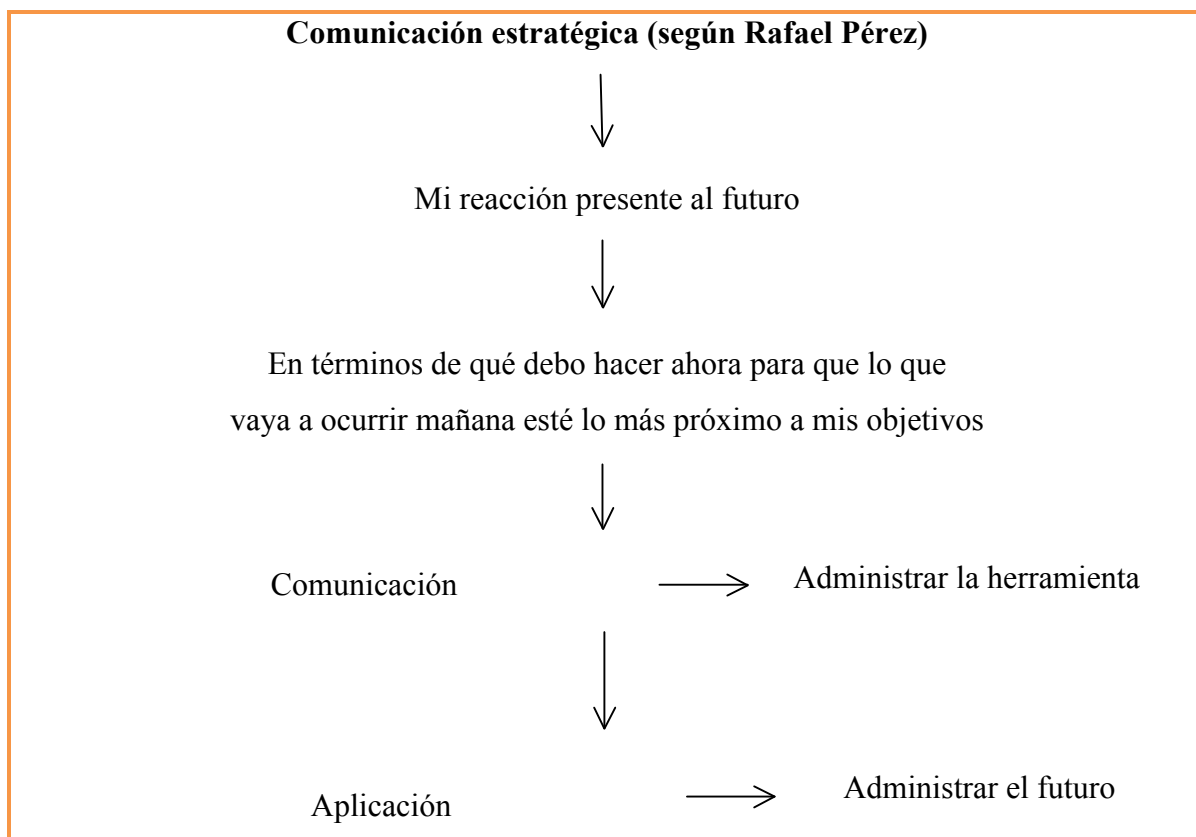 Comunicación estratégica (según Rafael Pérez)
Mi reacción presente al futuro
En términos de qué debo hacer ahora para que lo que
vaya a ocurrir mañana esté lo más próximo a mis objetivos
Comunicación
Administrar la herramienta
Aplicación
Administrar el futuro